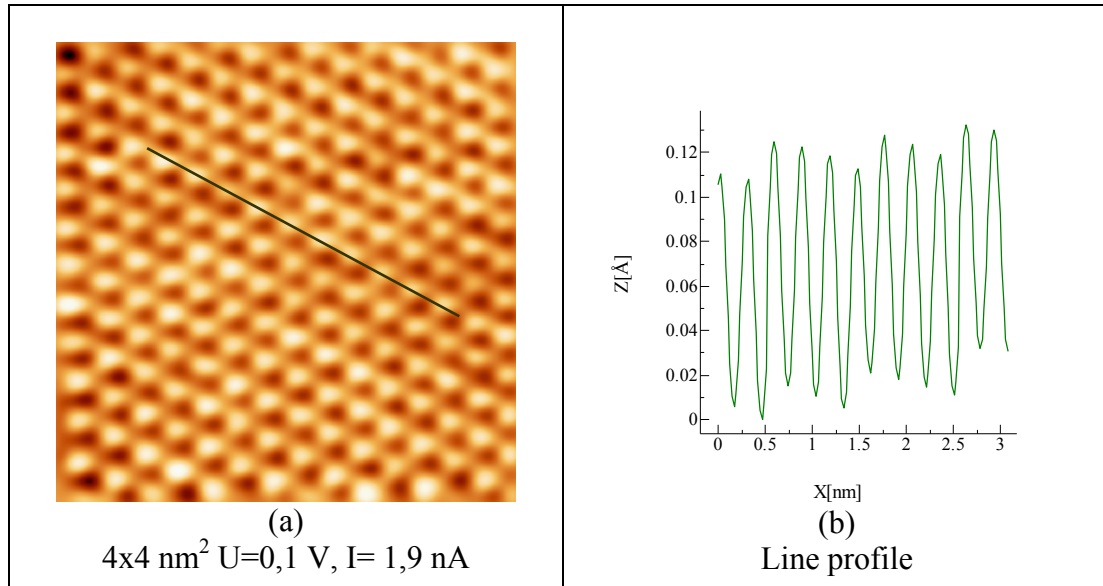 (a)
4x4 nm² U=0,1 V, I= 1,9 nA
Z[Å]
0.12
0.1
0.08
0.06
0.04
0.02
0
0 0.5 1 1.5 2 2.5 3
X[nm]
(b)
Line profile